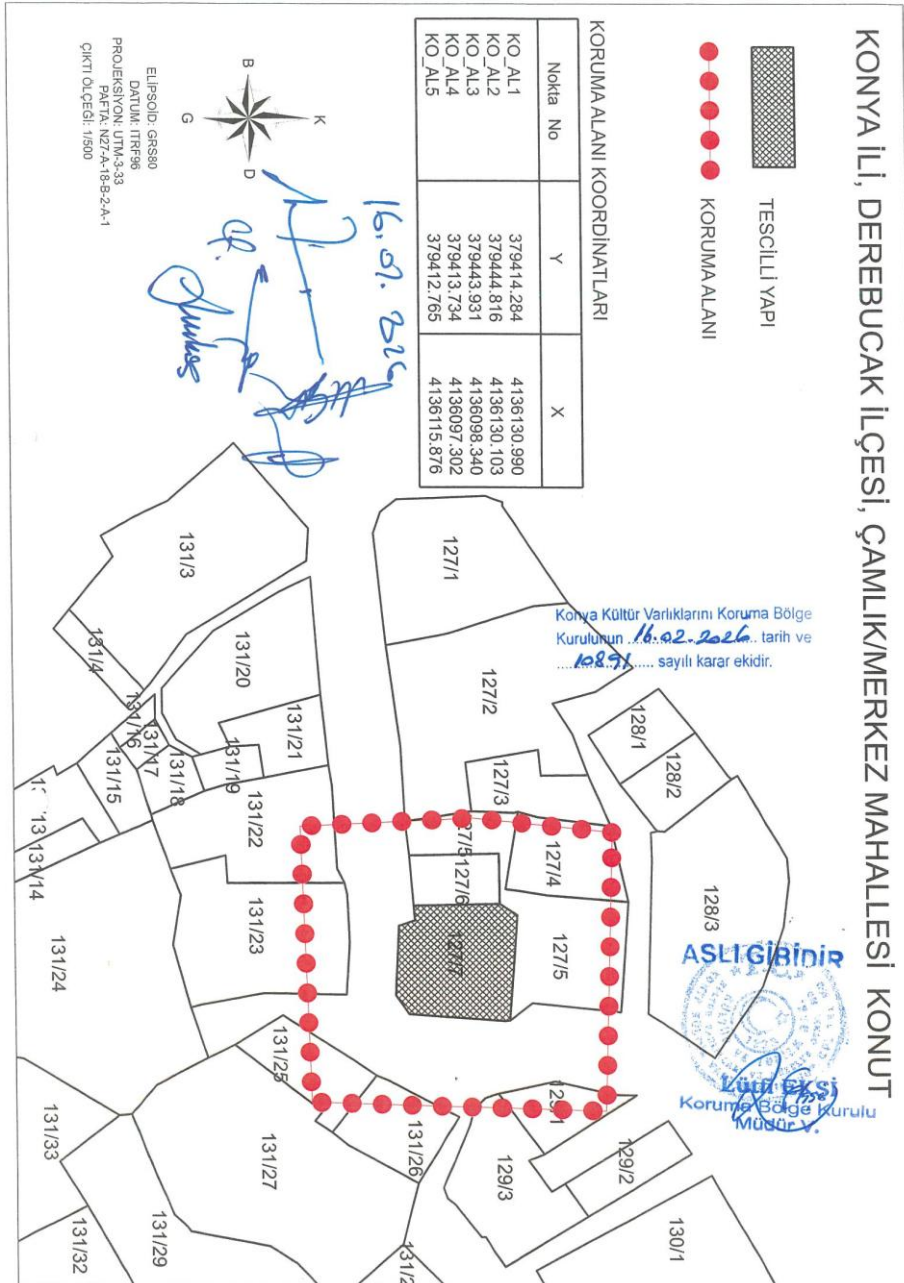 KONYA İLİ, DEREBUCAK İLÇESİ, ÇAMLIK/MERKEZ MAHALLESİ KONUT
TESCİLLİ YAPI
KORUMA ALANI
KORUMA ALANI KOORDİNATLARI
Nokta No Y X
KO_AL1 379414.284 4136130.990
KO_AL2 379444.816 4136130.103
KO_AL3 379443.931 4136098.340
KO_AL4 379413.734 4136097.302
KO_AL5 379412.765 4136115.876
K
B
D
G
ELİPSOİD: GRS80
DATUM: ITRF96
PROJEKSİYON: UTM-3-33
PAFTA: N27-A-18-B-2-A-1
ÇIKTI ÖLÇEĞİ: 1/500
Konya Kültür Varlıklarını Koruma Bölge
Kurulunun 16.02.2026 tarih ve
10891 sayılı karar ekidir.
ASLI GİBİDİR
Lütfi EKŞİ
Koruma Bölge Kurulu
Müdür V.
128/1
128/2
128/3
127/1
127/2
127/3
127/4
127/5
27/5
127/6
127/7
129/1
129/2
129/3
130/1
131/3
131/4
131/20
131/21
131/16
131/17
131/18
131/19
131/15
131/22
131/14
131/23
131/24
131/25
131/26
131/27
131/29
131/33
131/32